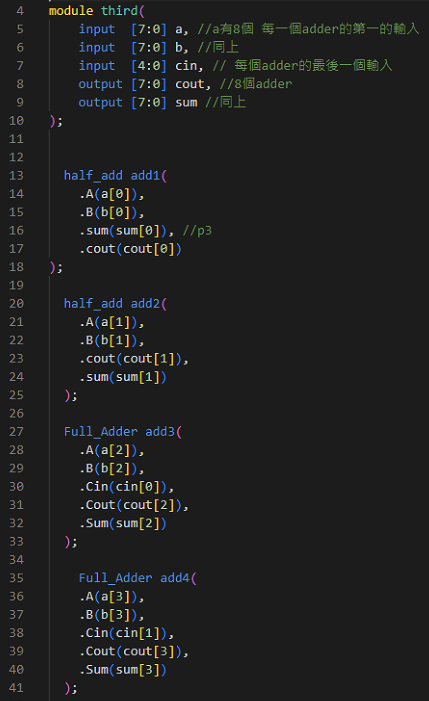 4 module third(
5 input [7:0] a, //a有8個 每一個adder的第一的輸入
6 input [7:0] b, //同上
7 input [4:0] cin, // 每個adder的最後一個輸入
8 output [7:0] cout, //8個adder
9 output [7:0] sum //同上
10 );
11
12
13 half_add add1(
14 .A(a[0]),
15 .B(b[0]),
16 .sum(sum[0]), //p3
17 .cout(cout[0])
18 );
19
20 half_add add2(
21 .A(a[1]),
22 .B(b[1]),
23 .cout(cout[1]),
24 .sum(sum[1])
25 );
26
27 Full_Adder add3(
28 .A(a[2]),
29 .B(b[2]),
30 .Cin(cin[0]),
31 .Cout(cout[2]),
32 .Sum(sum[2])
33 );
34
35 Full_Adder add4(
36 .A(a[3]),
37 .B(b[3]),
38 .Cin(cin[1]),
39 .Cout(cout[3]),
40 .Sum(sum[3])
41 );